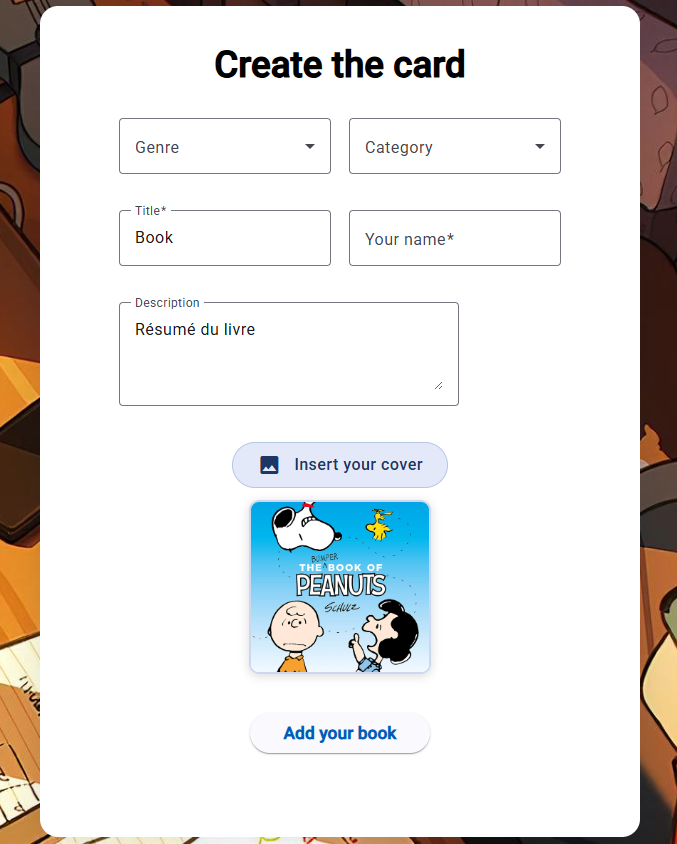 Create the card
Genre
Category
Title*
Book
Your name*
Description
Résumé du livre
Insert your cover
BUMPER
THE BOOK OF
PEANUTS
SCHULZ
Add your book